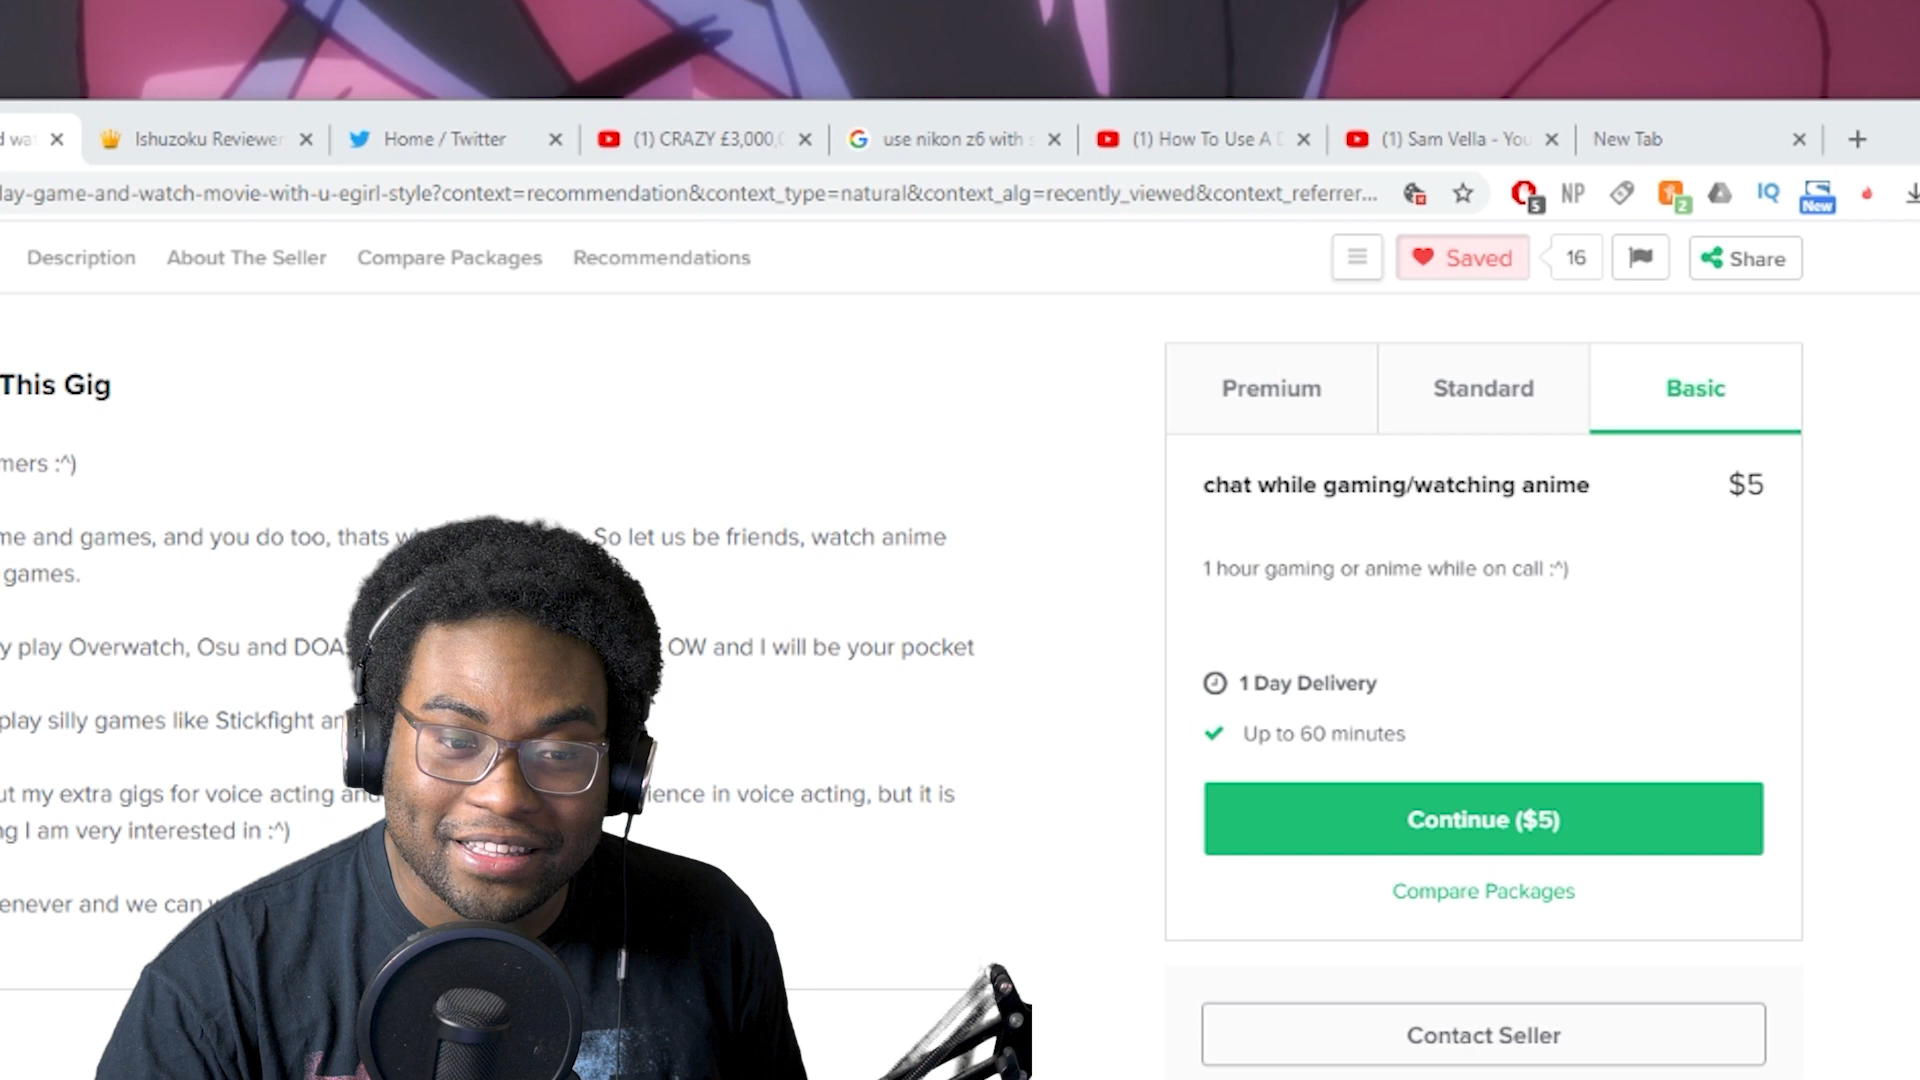 d wa
Ishuzoku Reviewer
Home / Twitter
(1) CRAZY £3,000,0
use nikon z6 with s
(1) How To Use A D
(1) Sam Vella - You
New Tab
lay-game-and-watch-movie-with-u-egirl-style?context=recommendation&context_type=natural&context_alg=recently_viewed&context_referrer...
5
NP
2
IQ
New
Description
About The Seller
Compare Packages
Recommendations
Saved
16
Share
This Gig
mers :^)
me and games, and you do too, thats w So let us be friends, watch anime
games.
y play Overwatch, Osu and DOA OW and I will be your pocket
play silly games like Stickfight an
ut my extra gigs for voice acting and ience in voice acting, but it is
ng I am very interested in :^)
enever and we can
Premium
Standard
Basic
chat while gaming/watching anime
$5
1 hour gaming or anime while on call :^)
1 Day Delivery
Up to 60 minutes
Continue ($5)
Compare Packages
Contact Seller